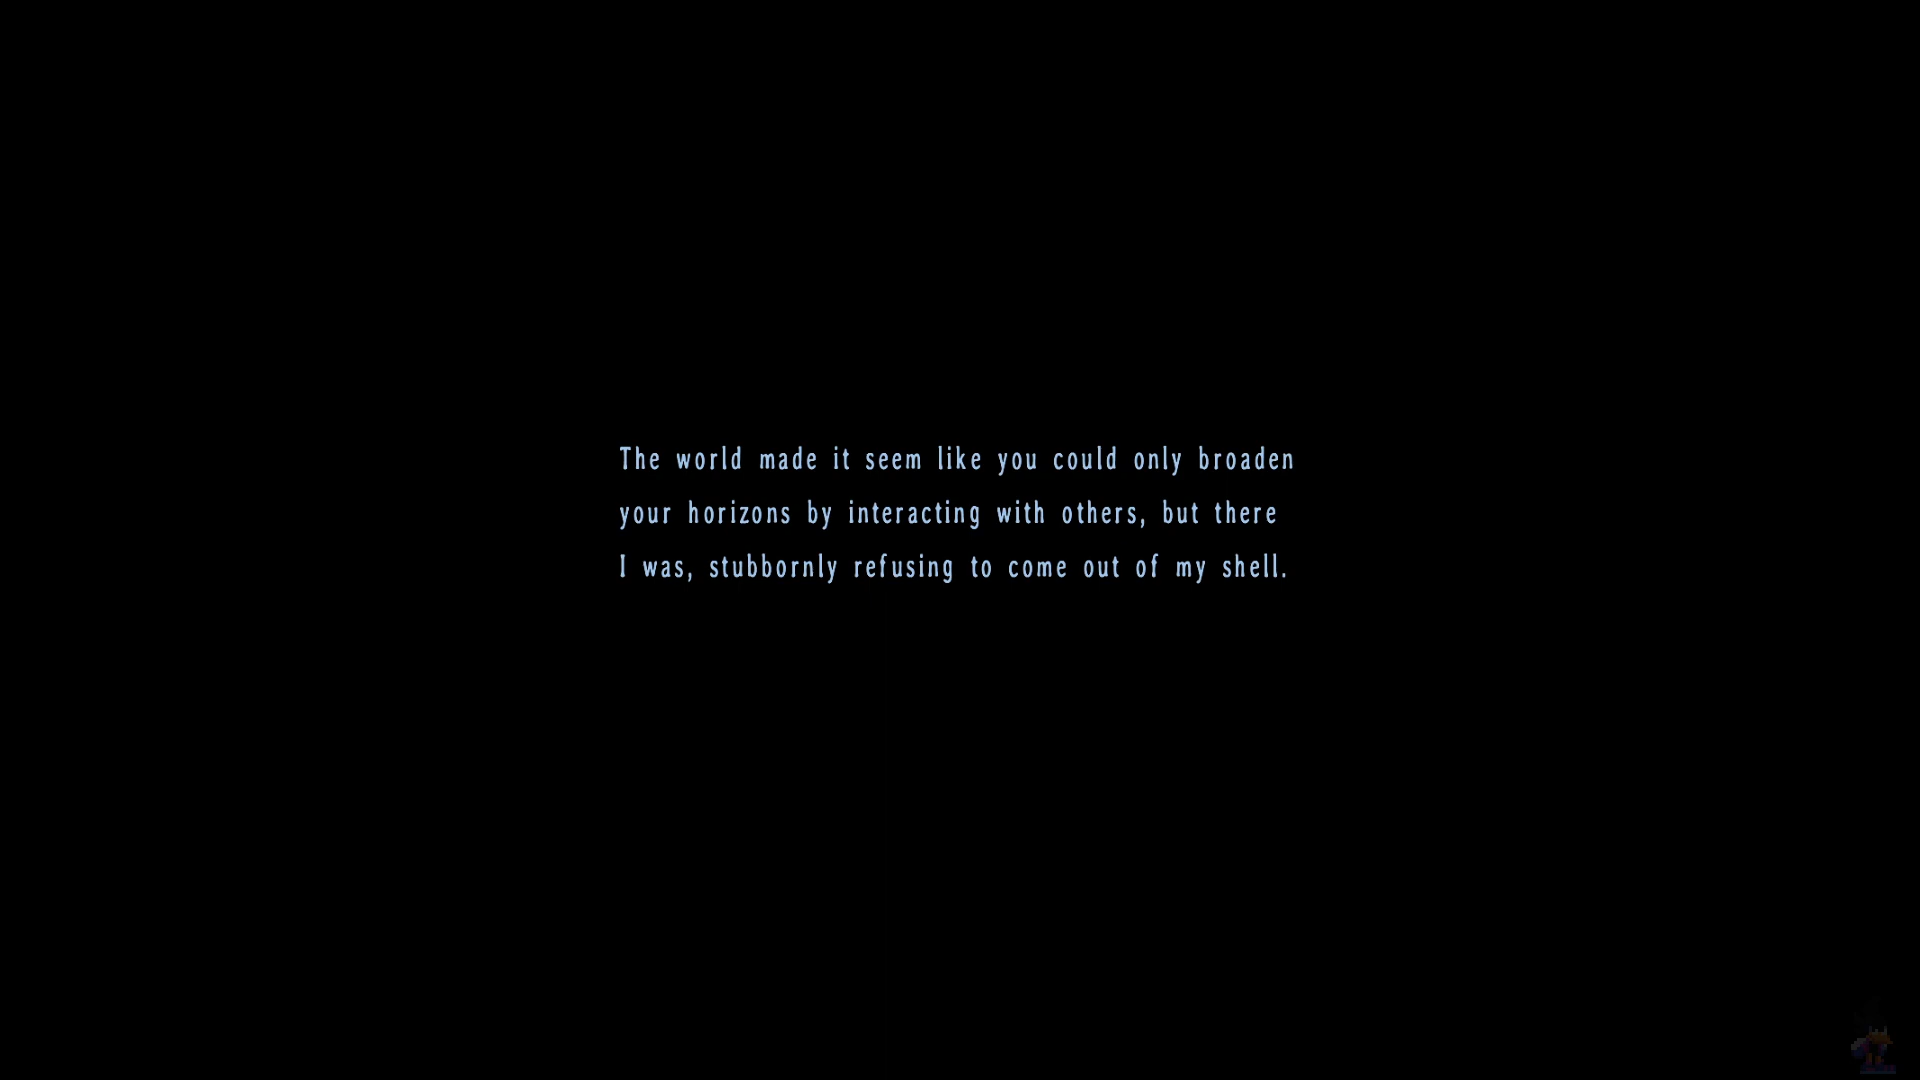 The world made it seem like you could only broaden
your horizons by interacting with others, but there
I was, stubbornly refusing to come out of my shell.